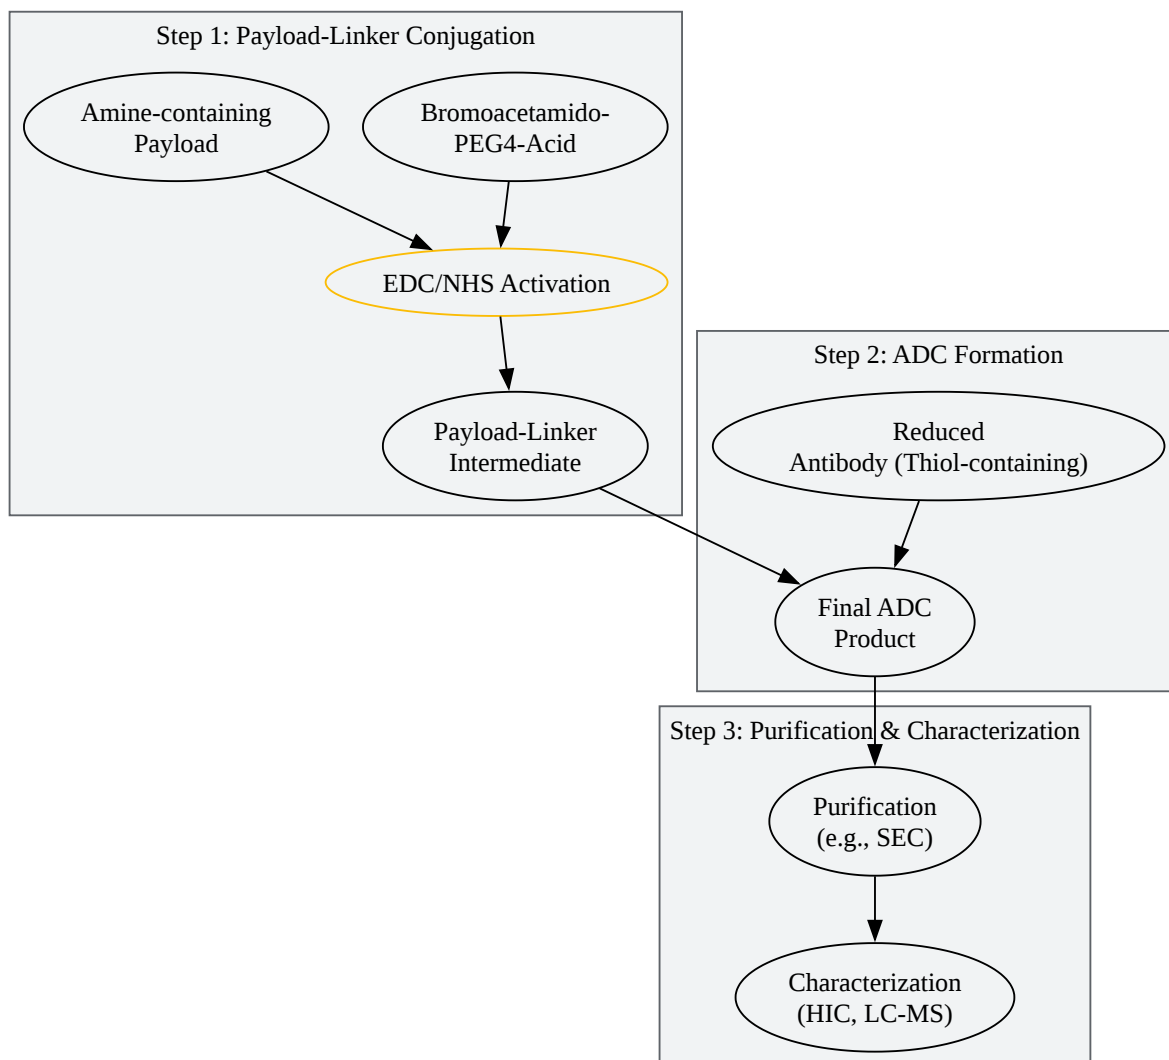 Step 1: Payload-Linker Conjugation
Amine-containing
Payload
Bromoacetamido-
PEG4-Acid
EDC/NHS Activation
Payload-Linker
Intermediate
Step 2: ADC Formation
Reduced
Antibody (Thiol-containing)
Final ADC
Product
Step 3: Purification & Characterization
Purification
(e.g., SEC)
Characterization
(HIC, LC-MS)